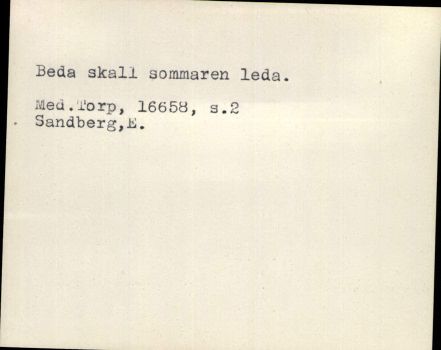 Beda skall sommaren leda.
Med.Torp, 16658, s.2
Sandberg,E.